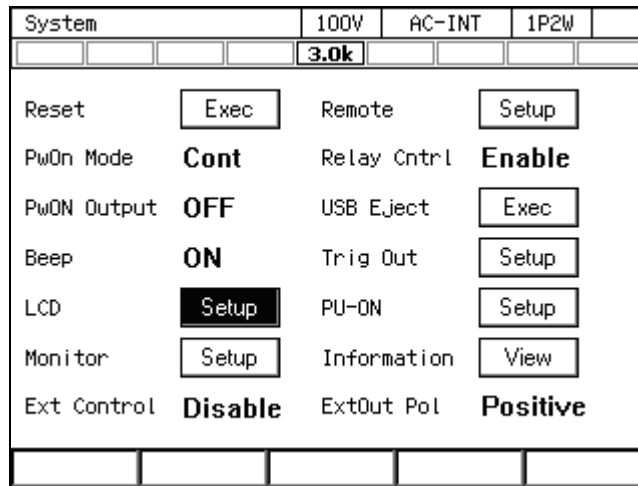 System 100V AC-INT 1P2W
3.0k
Reset Exec Remote Setup
PwOn Mode Cont Relay Cntrl Enable
PwON Output OFF USB Eject Exec
Beep ON Trig Out Setup
LCD Setup PU-ON Setup
Monitor Setup Information View
Ext Control Disable ExtOut Pol Positive